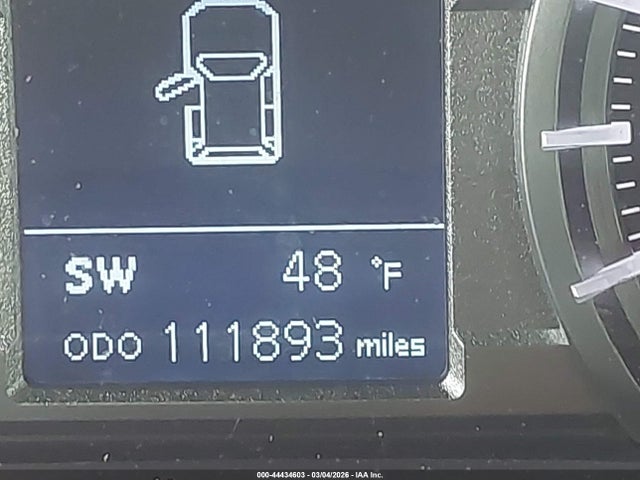 SW 48 °F
ODO 111893 miles
000-44434603 - 03/04/2026 - IAA Inc.